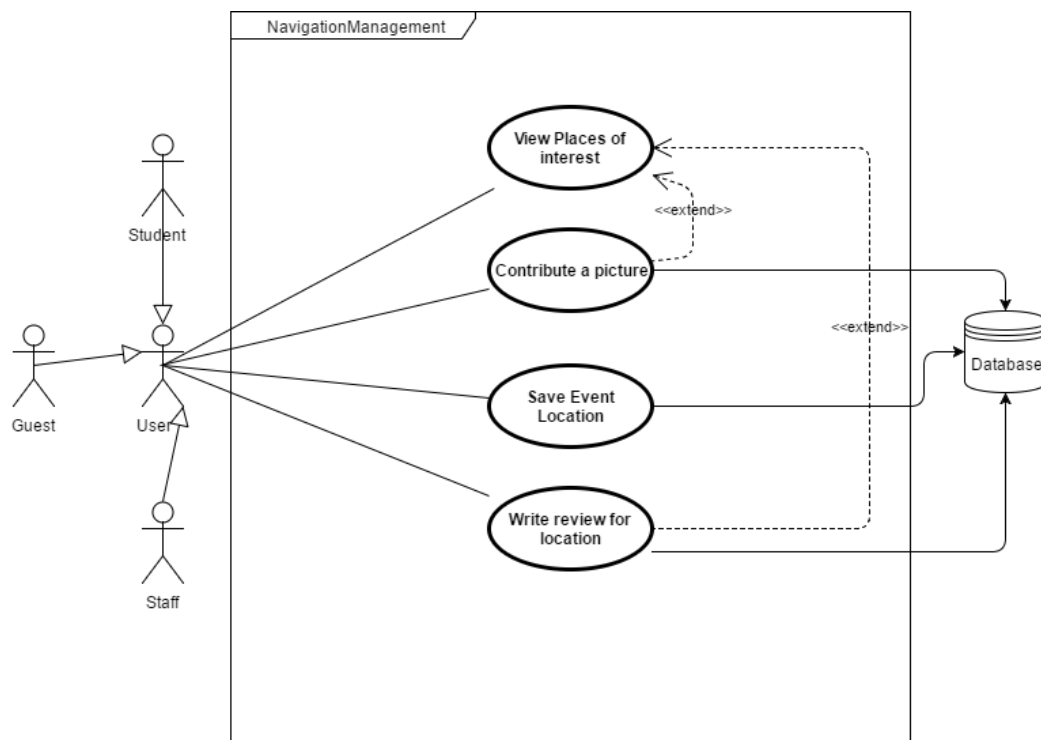 NavigationManagement
View Places of
interest
<<extend>>
Student
Contribute a picture
<<extend>>
Database
Save Event
Location
Guest
User
Write review for
location
Staff